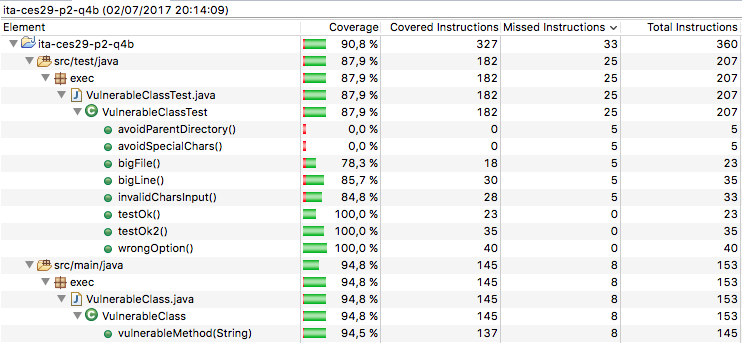 ita-ces29-p2-q4b (02/07/2017 20:14:09)
Element Coverage Covered Instructions Missed Instructions Total Instructions
ita-ces29-p2-q4b 90,8 % 327 33 360
src/test/java 87,9 % 182 25 207
exec 87,9 % 182 25 207
VulnerableClassTest.java 87,9 % 182 25 207
VulnerableClassTest 87,9 % 182 25 207
avoidParentDirectory() 0,0 % 0 5 5
avoidSpecialChars() 0,0 % 0 5 5
bigFile() 78,3 % 18 5 23
bigLine() 85,7 % 30 5 35
invalidCharsInput() 84,8 % 28 5 33
testOk() 100,0 % 23 0 23
testOk2() 100,0 % 35 0 35
wrongOption() 100,0 % 40 0 40
src/main/java 94,8 % 145 8 153
exec 94,8 % 145 8 153
VulnerableClass.java 94,8 % 145 8 153
VulnerableClass 94,8 % 145 8 153
vulnerableMethod(String) 94,5 % 137 8 145